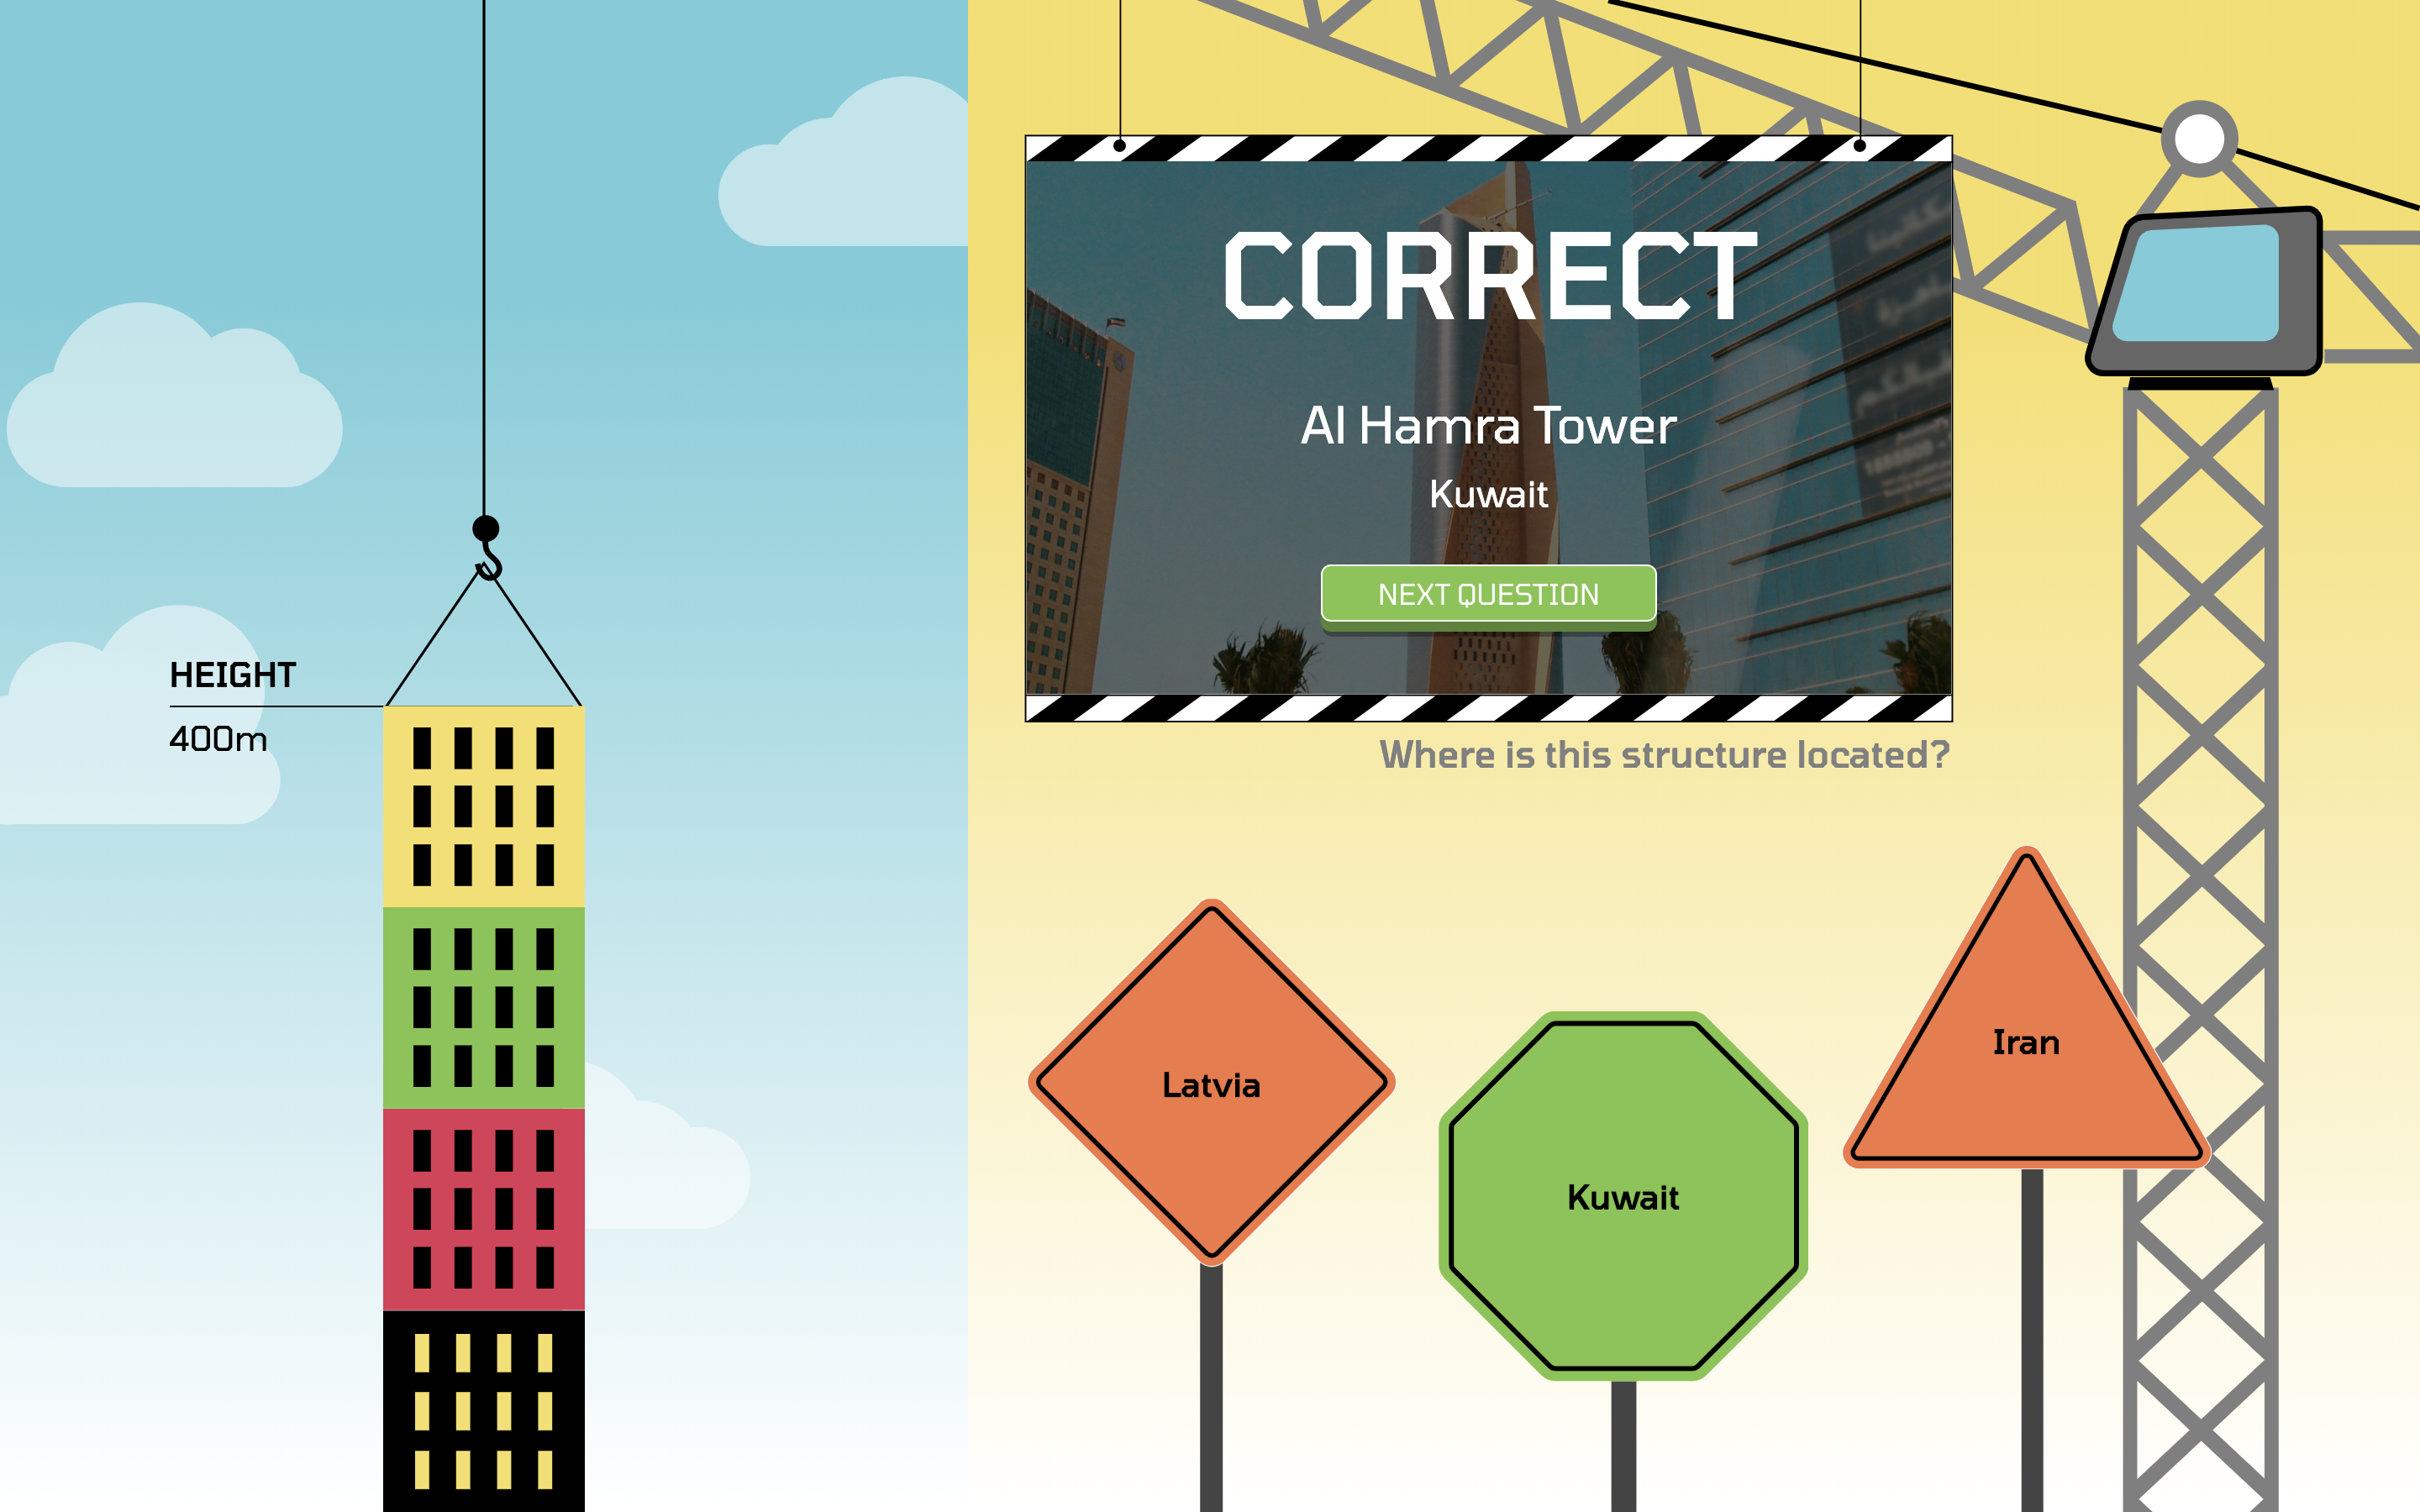 HEIGHT
400m
CORRECT
Al Hamra Tower
Kuwait
NEXT QUESTION
Where is this structure located?
Latvia
Kuwait
Iran